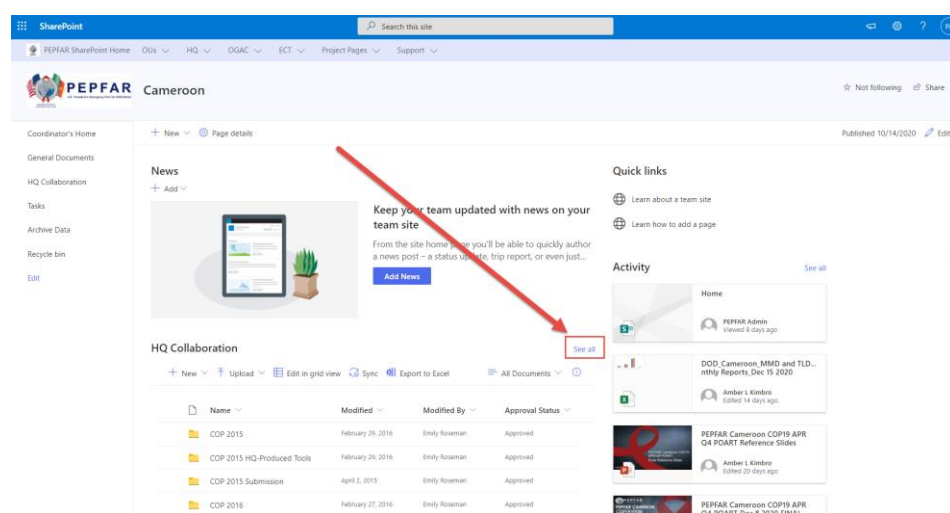 SharePoint
Search this site
PEPFAR SharePoint Home OUs HQ OGAC ECT Project Pages Support
PEPFAR
Cameroon
Not following Share
Coordinator's Home
General Documents
HQ Collaboration
Tasks
Archive Data
Recycle bin
Edit
New Page details
Published 10/14/2020 Edit
News
Add
Keep your team updated with news on your
team site
From the site home page you'll be able to quickly author
a news post – a status update, trip report, or even just...
Add News
HQ Collaboration
See all
New Upload Edit in grid view Sync Export to Excel All Documents
Name Modified Modified By Approval Status
COP 2015 February 29, 2016 Emily Roseman Approved
COP 2015 HQ-Produced Tools February 29, 2016 Emily Roseman Approved
COP 2015 Submission April 2, 2015 Emily Roseman Approved
COP 2016 February 27, 2016 Emily Roseman Approved
Quick links
Learn about a team site
Learn how to add a page
Activity See all
Home
PEPFAR Admin
Viewed 8 days ago
DOD_Cameroon_MMD and TLD...
nthly Reports_Dec 15 2020
Amber L Kimbro
Edited 14 days ago
PEPFAR Cameroon COP19 APR
Q4 POART Reference Slides
Amber L Kimbro
Edited 20 days ago
PEPFAR Cameroon COP19 APR
Q4 POART Dec 8 2020 FINAL